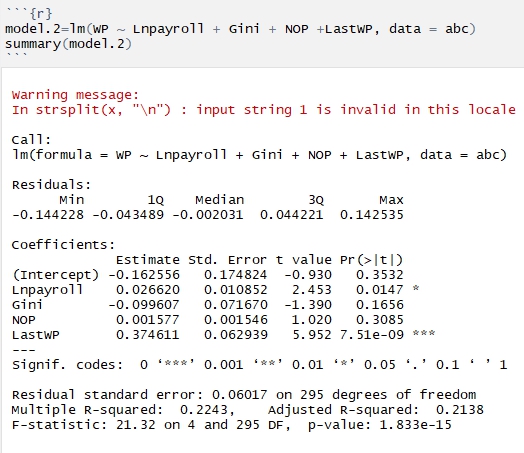 ```{r}
model.2=lm(WP ~ Lnpayroll + Gini + NOP +LastWP, data = abc)
summary(model.2)
```
Warning message:
In strsplit(x, "\n") : input string 1 is invalid in this locale
Call:
lm(formula = WP ~ Lnpayroll + Gini + NOP + LastWP, data = abc)
Residuals:
Min 1Q Median 3Q Max
-0.144228 -0.043489 -0.002031 0.044221 0.142535
Coefficients:
Estimate Std. Error t value Pr(>|t|)
(Intercept) -0.162556 0.174824 -0.930 0.3532
Lnpayroll 0.026620 0.010852 2.453 0.0147 *
Gini -0.099607 0.071670 -1.390 0.1656
NOP 0.001577 0.001546 1.020 0.3085
LastWP 0.374611 0.062939 5.952 7.51e-09 ***
---
Signif. codes: 0 ‘***’ 0.001 ‘**’ 0.01 ‘*’ 0.05 ‘.’ 0.1 ‘ ’ 1
Residual standard error: 0.06017 on 295 degrees of freedom
Multiple R-squared: 0.2243, Adjusted R-squared: 0.2138
F-statistic: 21.32 on 4 and 295 DF, p-value: 1.833e-15